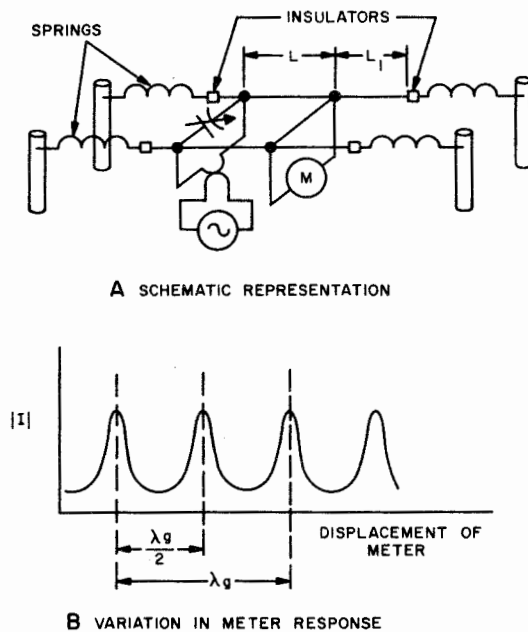 INSULATORS
SPRINGS
L
L1
M
A SCHEMATIC REPRESENTATION
|I|
DISPLACEMENT OF
METER
λg
2
λg
B VARIATION IN METER RESPONSE